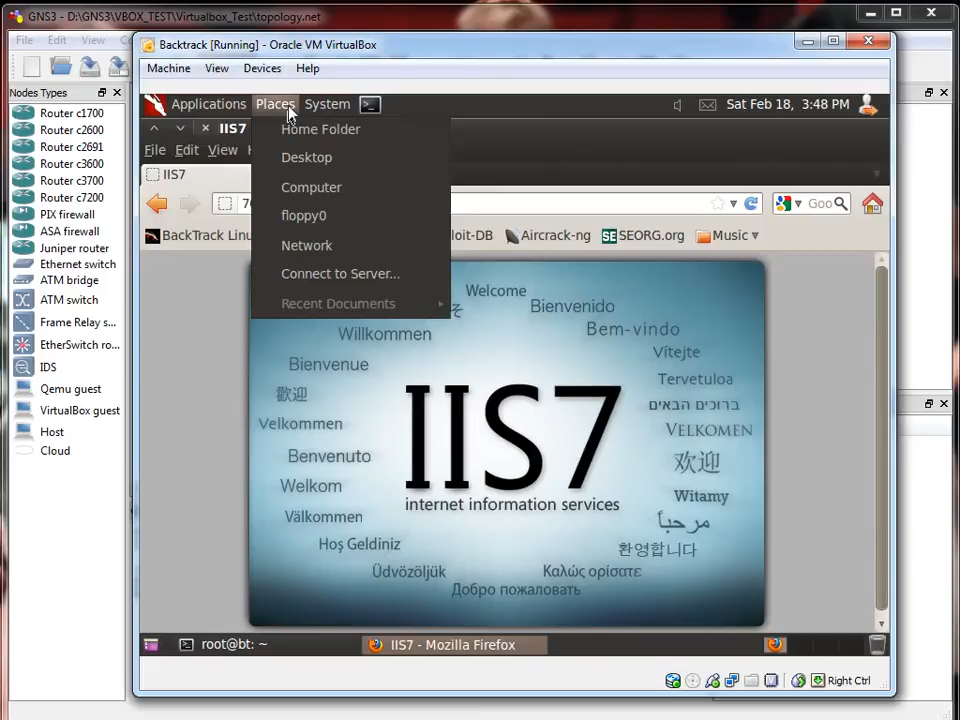 GNS3 - D:\GNS3\VBOX_TEST\Virtualbox_Test\topology.net
File Edit View
Backtrack [Running] - Oracle VM VirtualBox
Machine View Devices Help
Nodes Types
Router c1700
Router c2600
Router c2691
Router c3600
Router c3700
Router c7200
PIX firewall
ASA firewall
Juniper router
Ethernet switch
ATM bridge
ATM switch
Frame Relay s...
EtherSwitch ro
IDS
Qemu guest
VirtualBox guest
Host
Cloud
Applications Places System
Sat Feb 18, 3:48 PM
IIS7
File Edit View
IIS7
Home Folder
Desktop
Computer
floppy0
Network
Connect to Server...
Recent Documents
7
Goo
BackTrack Linu
loit-DB Aircrack-ng SEORG.org Music
Welcome
Bienvenido
Willkommen
Bem-vindo
Bienvenue
Vítejte
Tervetuloa
歡迎
ברוכים הבאים
Velkommen
VELKOMEN
Benvenuto
欢迎
Welkom
Witamy
IIS7
internet information services
Välkommen
مرحباً
Hoş Geldiniz
환영합니다
Üdvözöljük
Καλώς ορίσατε
Добро пожаловать
root@bt: ~
IIS7 - Mozilla Firefox
Right Ctrl